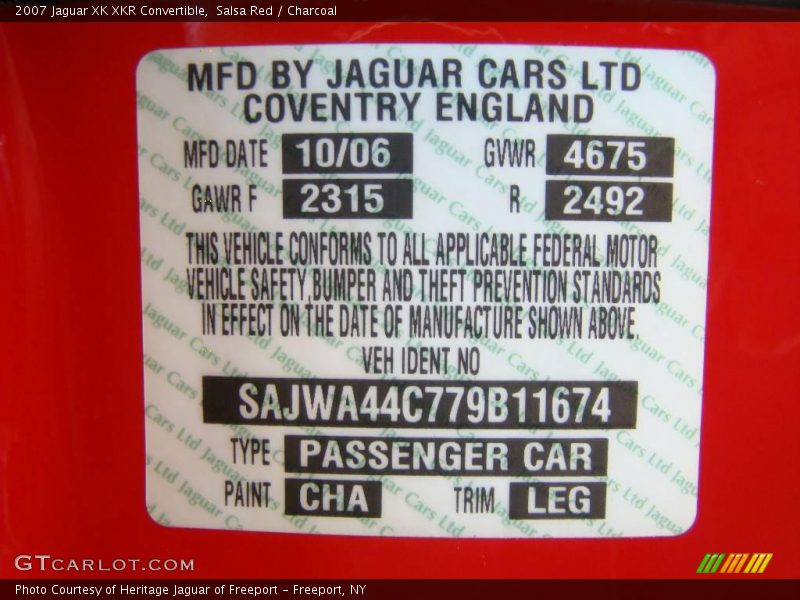 2007 Jaguar XK XKR Convertible, Salsa Red / Charcoal
MFD BY JAGUAR CARS LTD
COVENTRY ENGLAND
MFD DATE 10/06 GVWR 4675
GAWR F 2315 R 2492
THIS VEHICLE CONFORMS TO ALL APPLICABLE FEDERAL MOTOR
VEHICLE SAFETY, BUMPER AND THEFT PREVENTION STANDARDS
IN EFFECT ON THE DATE OF MANUFACTURE SHOWN ABOVE.
VEH IDENT NO
SAJWA44C779B11674
TYPE PASSENGER CAR
PAINT CHA TRIM LEG
GTCARLOT.COM
Photo Courtesy of Heritage Jaguar of Freeport - Freeport, NY